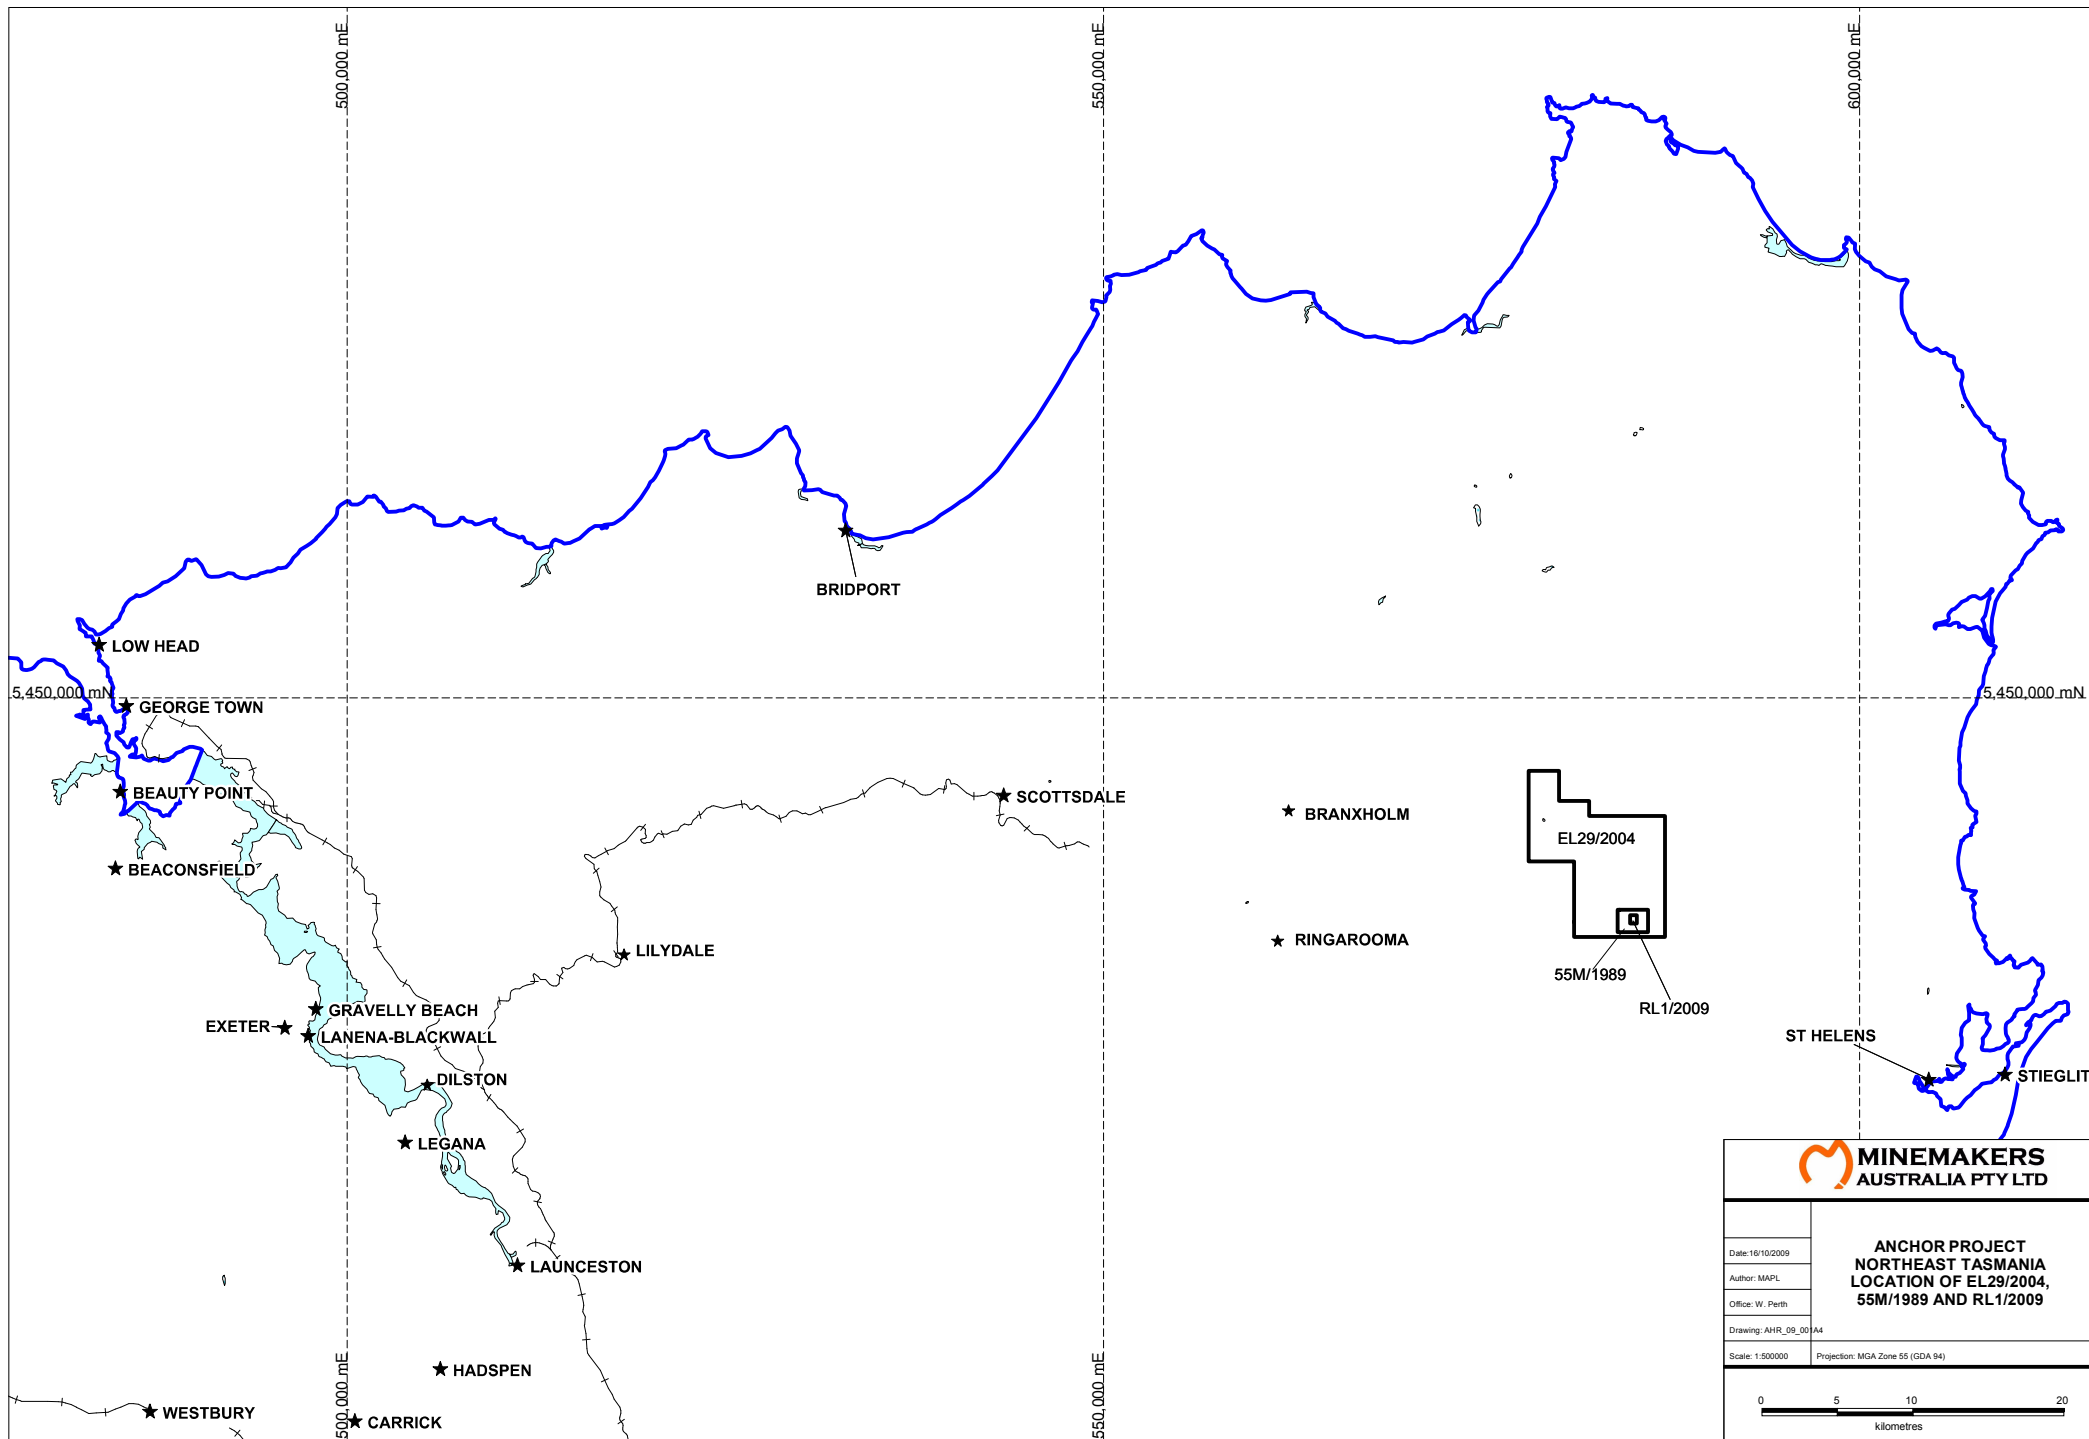 500,000 mE
550,000 mE
600,000 mE
BRIDPORT
LOW HEAD
5,450,000 mN
5,450,000 mN
GEORGE TOWN
BEAUTY POINT
SCOTTSDALE
BRANXHOLM
EL29/2004
BEACONSFIELD
RINGAROOMA
LILYDALE
55M/1989
RL1/2009
GRAVELLY BEACH
EXETER
LANENA-BLACKWALL
ST HELENS
STIEGLIT
DILSTON
LEGANA
LAUNCESTON
HADSPEN
WESTBURY
CARRICK
500,000 mE
550,000 mE
MINEMAKERS
AUSTRALIA PTY LTD
Date:16/10/2009
Author: MAPL
Office: W. Perth
Drawing: AHR_09_001A4
Scale: 1:500000
ANCHOR PROJECT
NORTHEAST TASMANIA
LOCATION OF EL29/2004,
55M/1989 AND RL1/2009
Projection: MGA Zone 55 (GDA 94)
0 5 10 20
kilometres